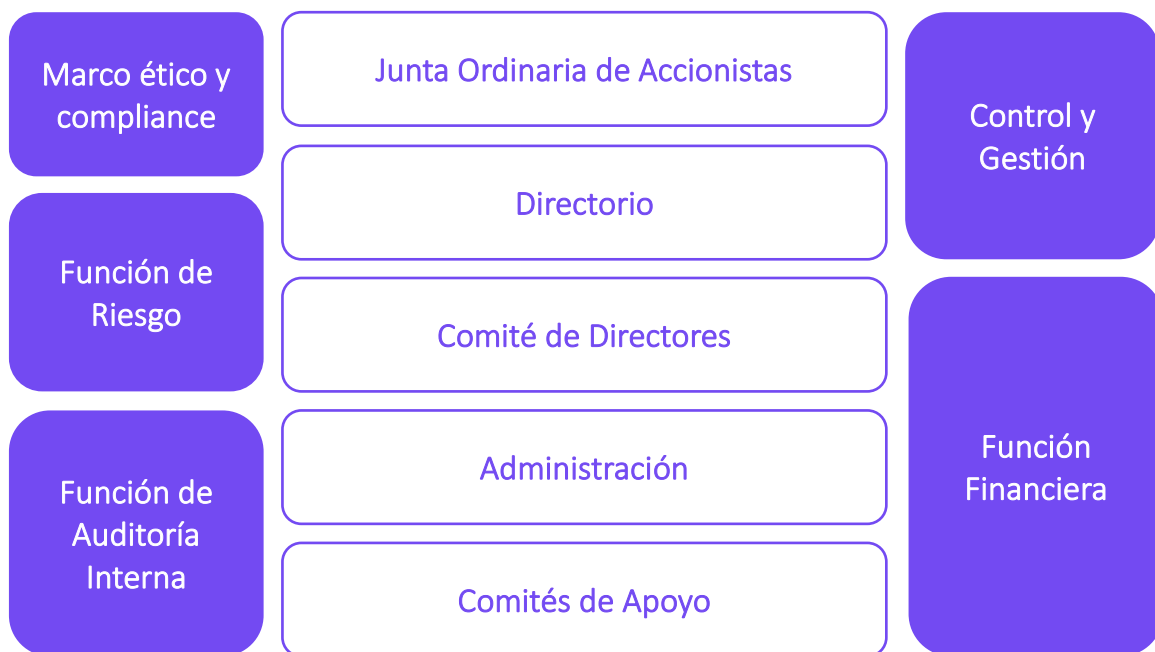 Marco ético y
compliance
Función de
Riesgo
Función de
Auditoría
Interna
Junta Ordinaria de Accionistas
Directorio
Comité de Directores
Administración
Comités de Apoyo
Control y
Gestión
Función
Financiera